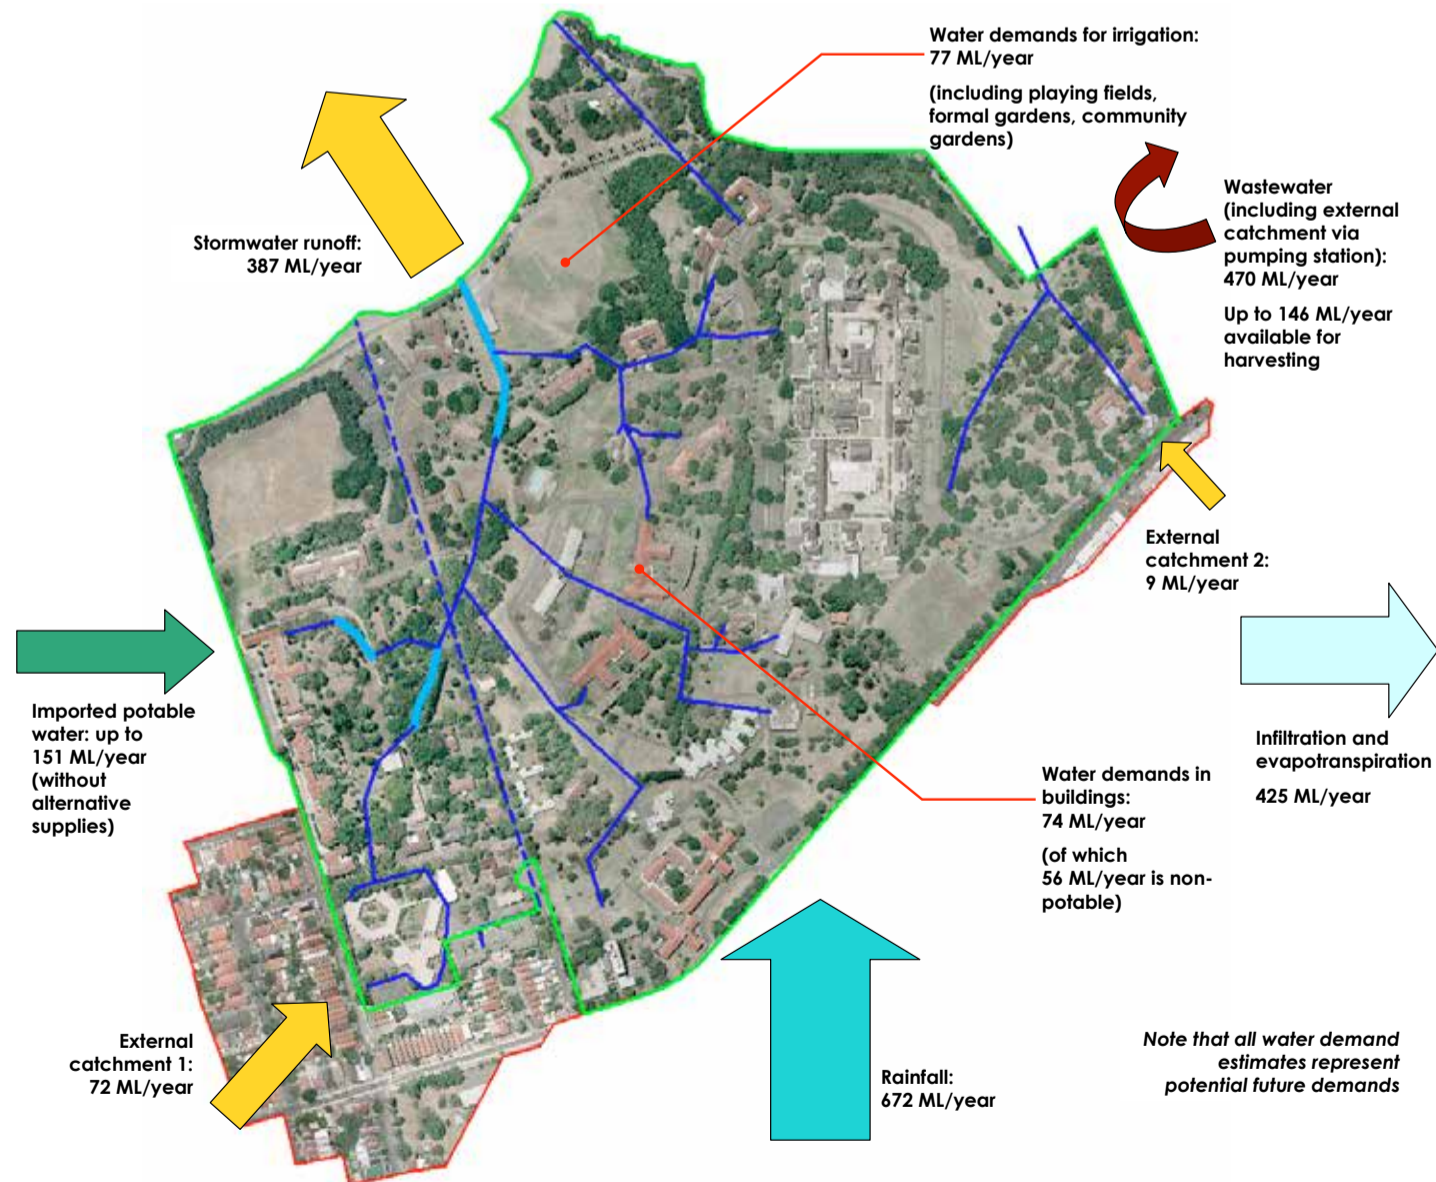 Water demands for irrigation:
77 ML/year
(including playing fields,
formal gardens, community
gardens)
Wastewater
(including external
catchment via
pumping station):
470 ML/year
Up to 146 ML/year
available for
harvesting
Stormwater runoff:
387 ML/year
External
catchment 2:
9 ML/year
Imported potable
water: up to
151 ML/year
(without
alternative
supplies)
Infiltration and
evapotranspiration
425 ML/year
Water demands in
buildings:
74 ML/year
(of which
56 ML/year is non-
potable)
External
catchment 1:
72 ML/year
Rainfall:
672 ML/year
Note that all water demand
estimates represent
potential future demands